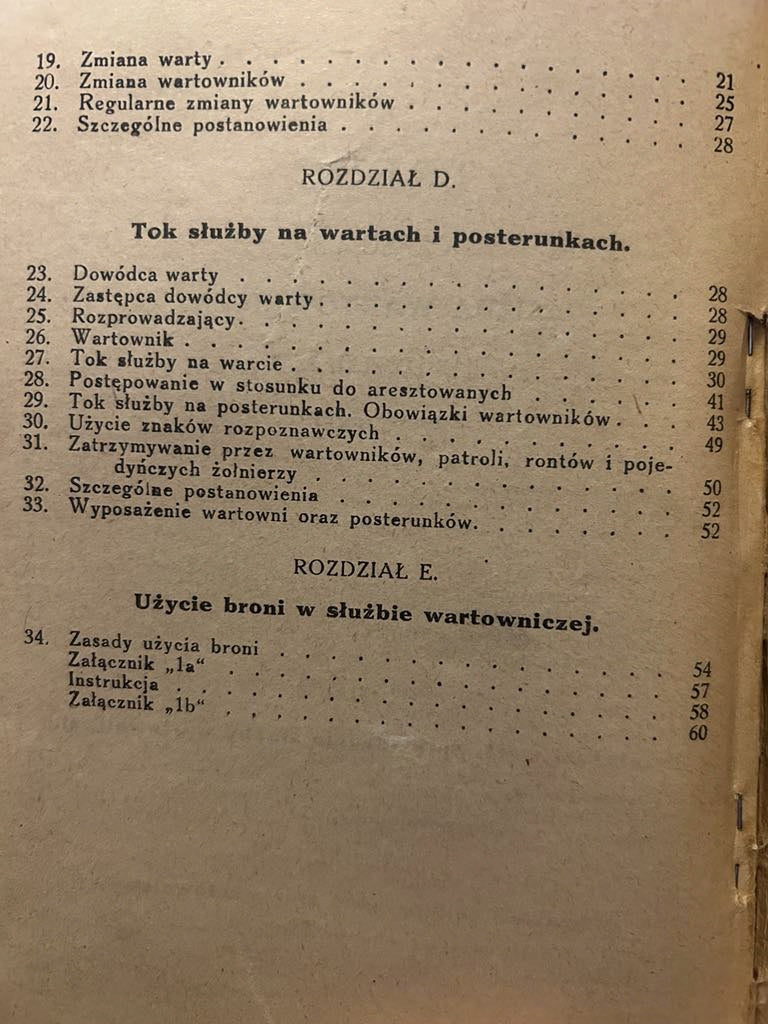 19. Zmiana warty . . . . . . . . . . . . . . 21
20. Zmiana wartowników . . . . . . . . . . . 25
21. Regularne zmiany wartowników . . . . . . . 27
22. Szczególne postanowienia . . . . . . . . . 28
ROZDZIAŁ D.
Tok służby na wartach i posterunkach.
23. Dowódca warty . . . . . . . . . . . . . 28
24. Zastępca dowódcy warty . . . . . . . . . . 28
25. Rozprowadzający . . . . . . . . . . . . 29
26. Wartownik . . . . . . . . . . . . . . 29
27. Tok służby na warcie . . . . . . . . . . . 30
28. Postępowanie w stosunku do aresztowanych . . . . 41
29. Tok służby na posterunkach. Obowiązki wartowników . . 43
30. Użycie znaków rozpoznawczych . . . . . . . . 49
31. Zatrzymywanie przez wartowników, patroli, rontów i poje-
dyńczych żołnierzy . . . . . . . . . . . 50
32. Szczególne postanowienia . . . . . . . . . 52
33. Wyposażenie wartowni oraz posterunków. . . . . . 52
ROZDZIAŁ E.
Użycie broni w służbie wartowniczej.
34. Zasady użycia broni . . . . . . . . . . . 54
Załącznik „1a“ . . . . . . . . . . . . 57
Instrukcja . . . . . . . . . . . . . . 58
Załącznik „1b“ . . . . . . . . . . . . 60